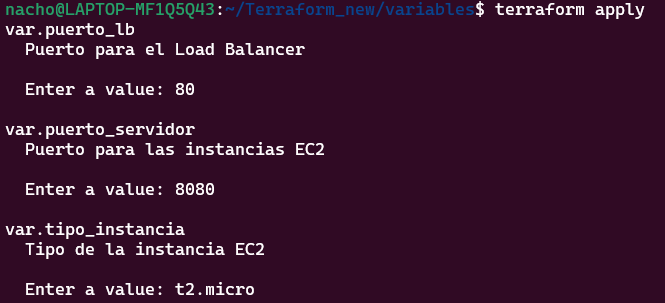 nacho@LAPTOP-MF1Q5Q43:~/Terraform_new/variables$ terraform apply
var.puerto_lb
Puerto para el Load Balancer
Enter a value: 80
var.puerto_servidor
Puerto para las instancias EC2
Enter a value: 8080
var.tipo_instancia
Tipo de la instancia EC2
Enter a value: t2.micro